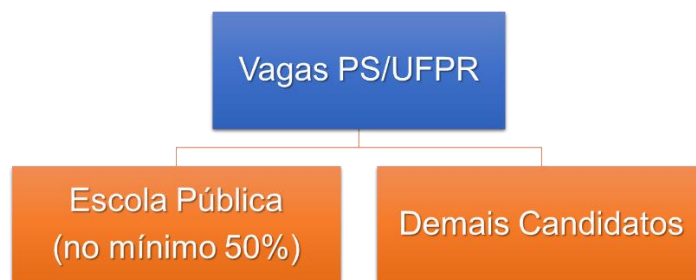 Vagas PS/UFPR
Escola Pública
(no mínimo 50%)
Demais Candidatos